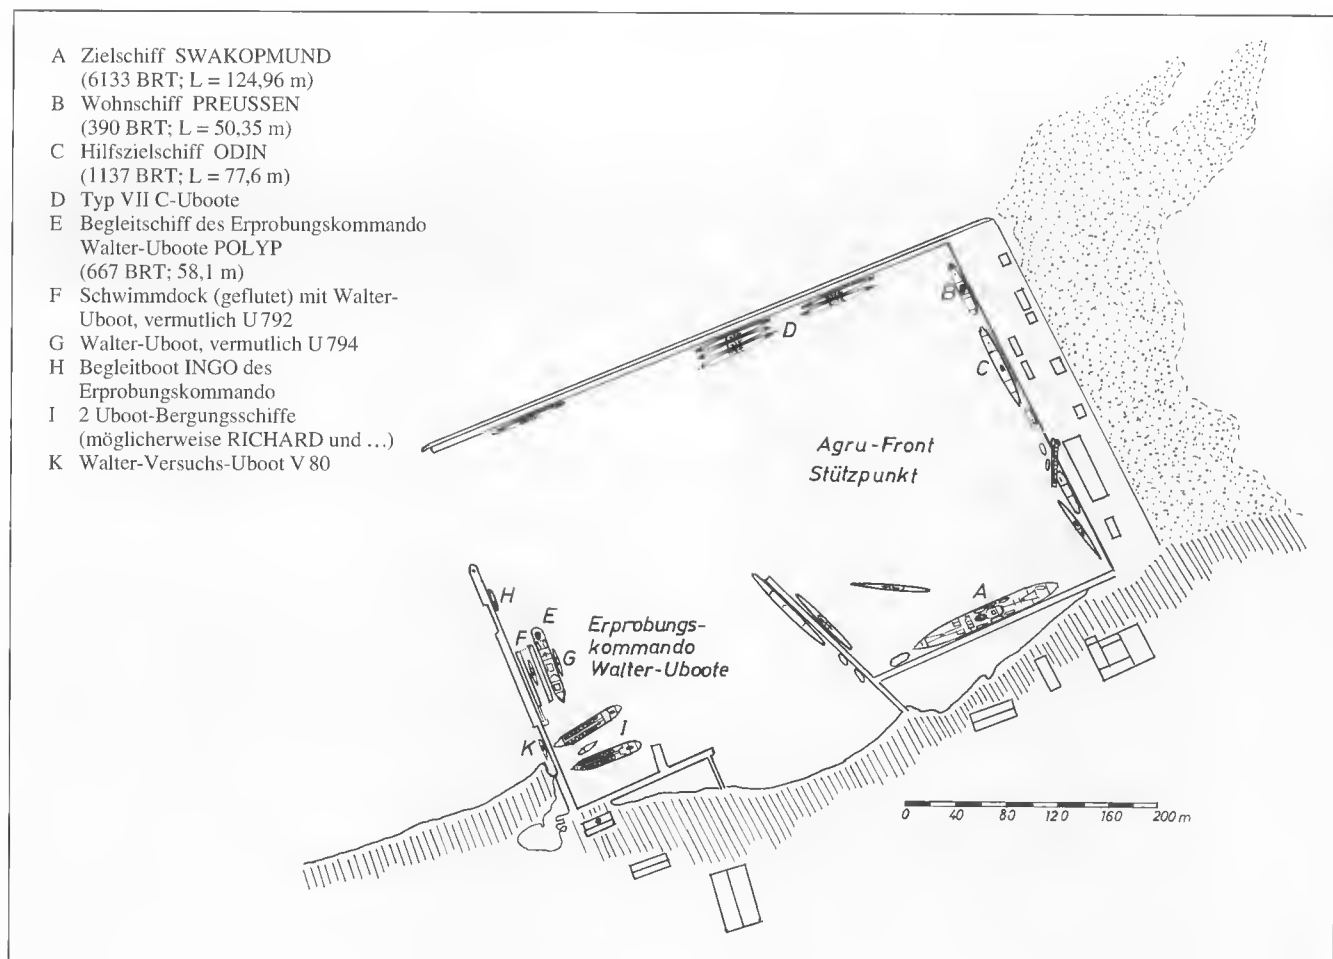 A Zielschiff SWAKOPMUND
(6133 BRT; L = 124,96 m)
B Wohnschiff PREUSSEN
(390 BRT; L = 50,35 m)
C Hilfszielschiff ODIN
(1137 BRT; L = 77,6 m)
D Typ VII C-Uboote
E Begleitschiff des Erprobungskommando
Walter-Uboote POLYP
(667 BRT; 58,1 m)
F Schwimmdock (geflutet) mit Walter-
Uboot, vermutlich U 792
G Walter-Uboot, vermutlich U 794
H Begleitboot INGO des
Erprobungskommando
I 2 Uboot-Bergungsschiffe
(möglicherweise RICHARD und ...)
K Walter-Versuchs-Uboot V 80
B
D
C
Agru-Front
Stützpunkt
H
A
E
F
G
Erprobungs-
kommando
Walter-Uboote
I
K
0 40 80 120 160 200 m